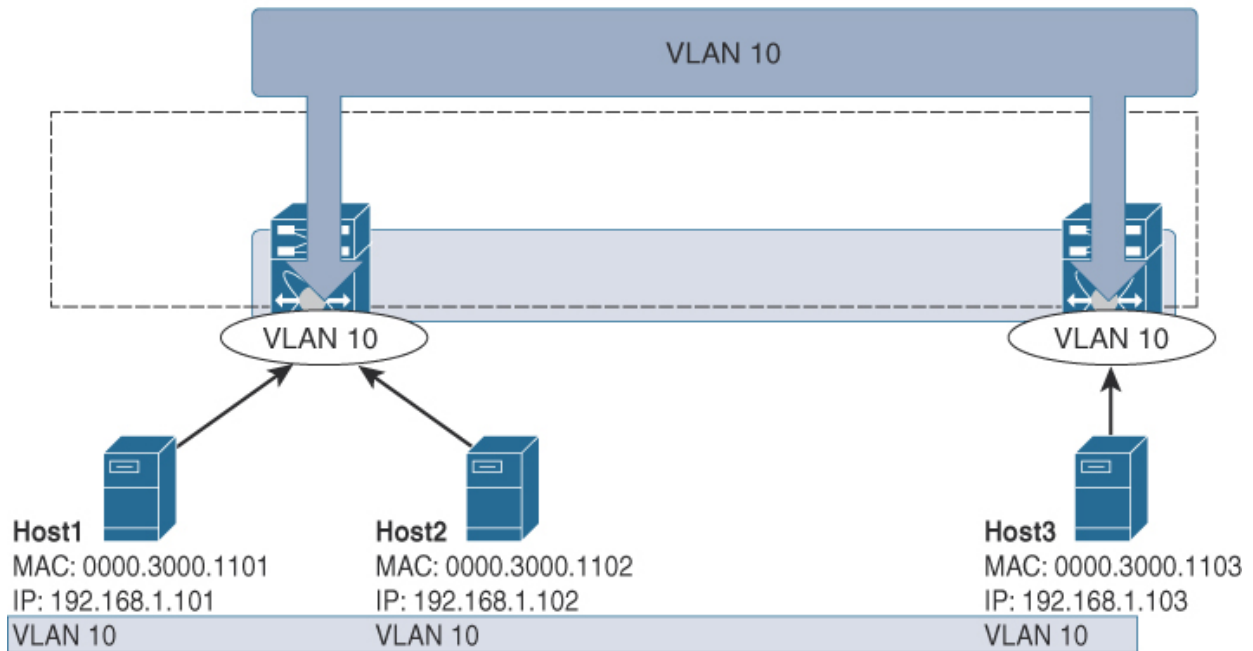 VLAN 10
VLAN 10
VLAN 10
Host1
MAC: 0000.3000.1101
IP: 192.168.1.101
VLAN 10
Host2
MAC: 0000.3000.1102
IP: 192.168.1.102
VLAN 10
Host3
MAC: 0000.3000.1103
IP: 192.168.1.103
VLAN 10